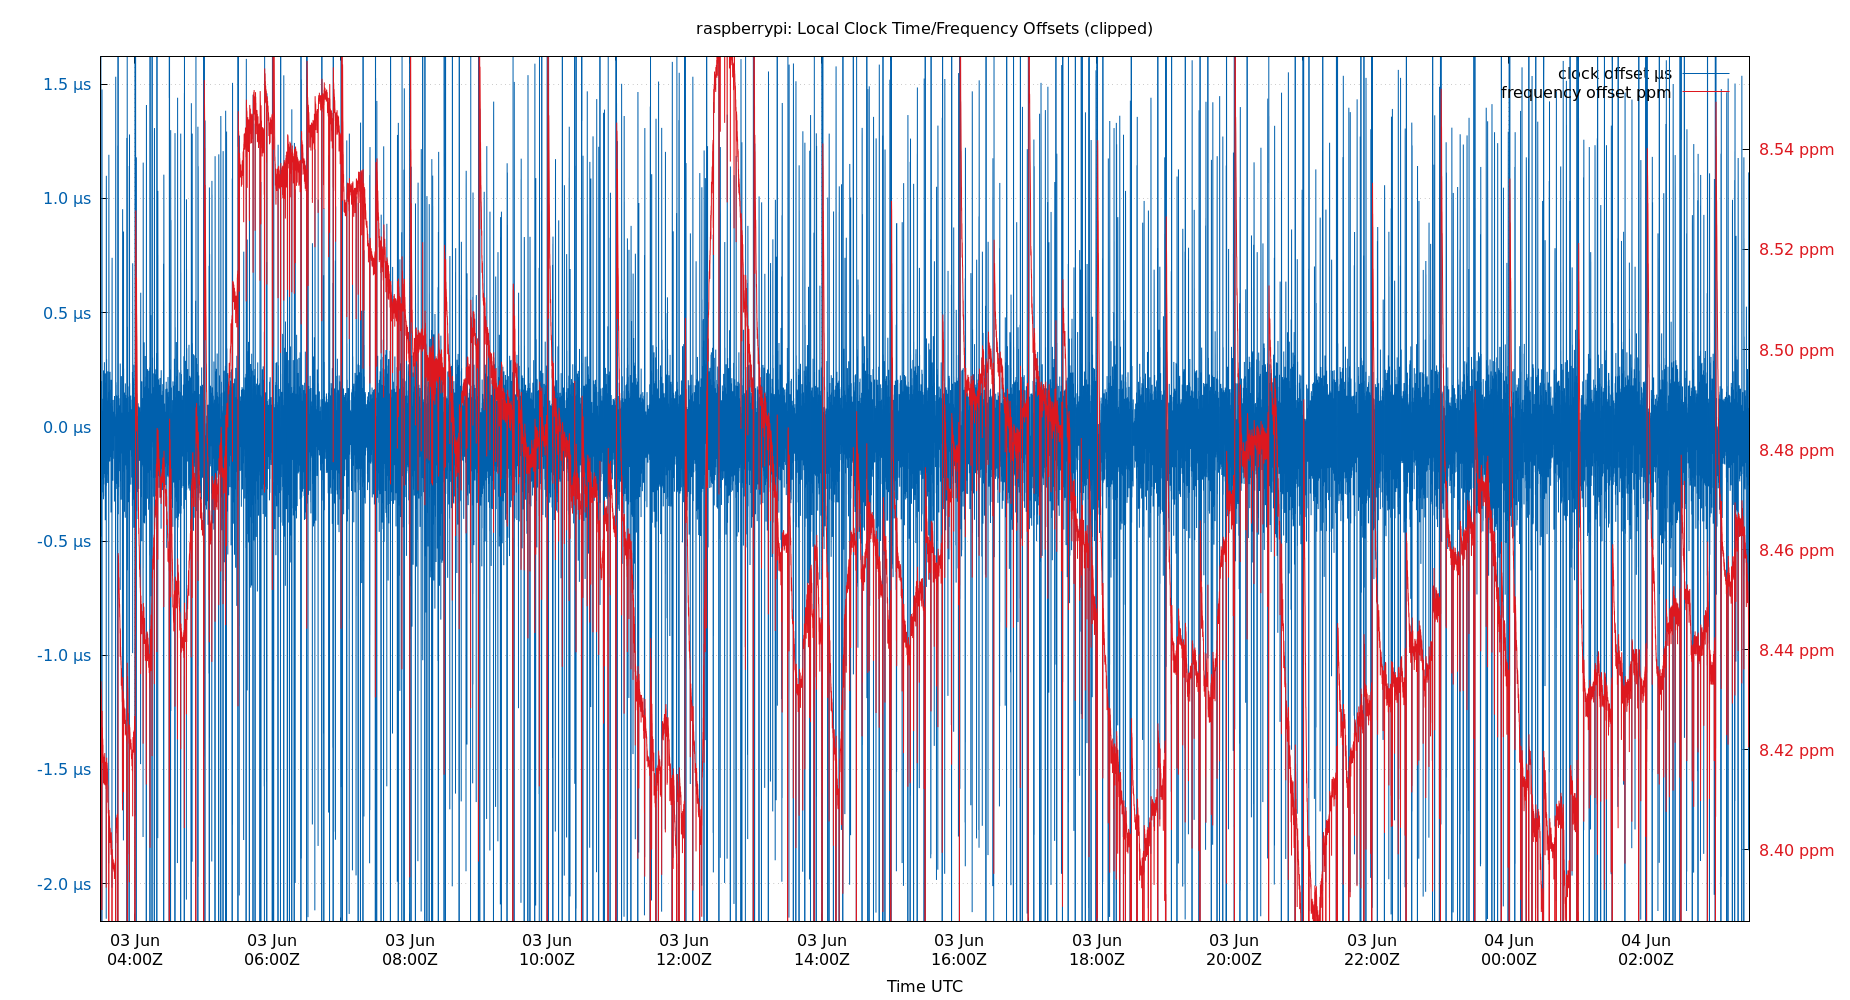 raspberrypi: Local Clock Time/Frequency Offsets (clipped)
clock offset µs
frequency offset ppm
1.5 µs
1.0 µs
0.5 µs
0.0 µs
-0.5 µs
-1.0 µs
-1.5 µs
-2.0 µs
8.54 ppm
8.52 ppm
8.50 ppm
8.48 ppm
8.46 ppm
8.44 ppm
8.42 ppm
8.40 ppm
03 Jun 03 Jun 03 Jun 03 Jun 03 Jun 03 Jun 03 Jun 03 Jun 03 Jun 03 Jun 04 Jun 04 Jun
04:00Z 06:00Z 08:00Z 10:00Z 12:00Z 14:00Z 16:00Z 18:00Z 20:00Z 22:00Z 00:00Z 02:00Z
Time UTC